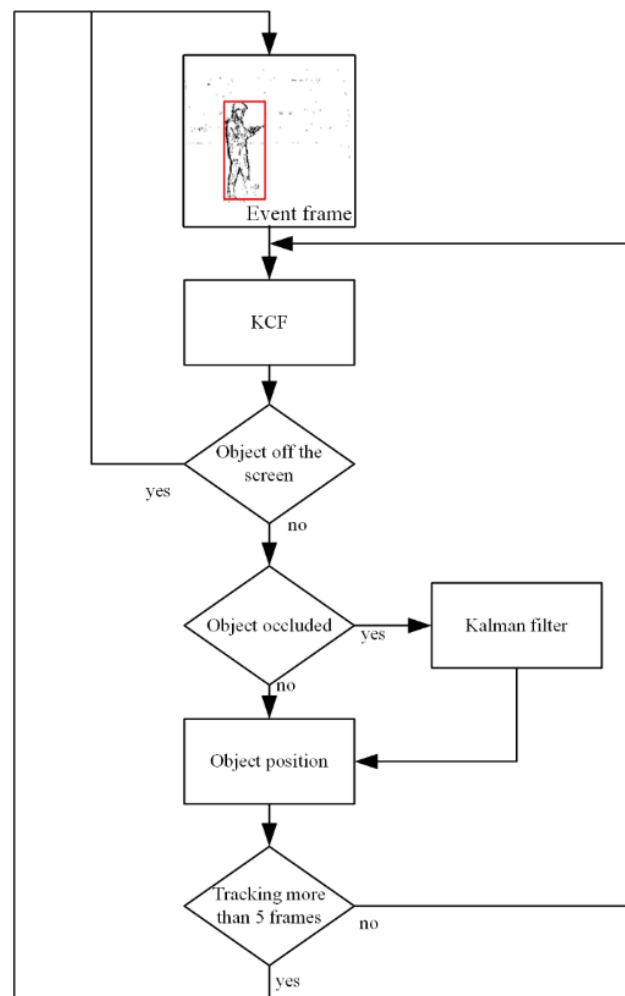 Event frame
KCF
Object off the
screen
yes
no
Object occluded
yes
Kalman filter
no
Object position
Tracking more
than 5 frames
no
yes